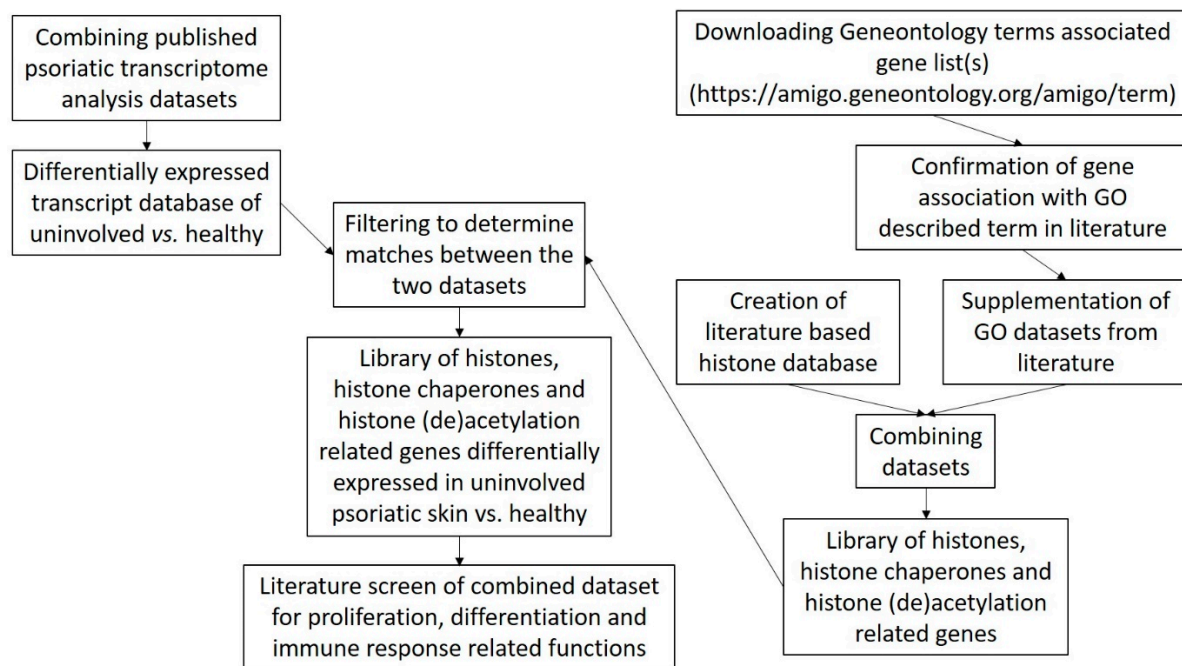 Combining published
psoriatic transcriptome
analysis datasets
Differentially expressed
transcript database of
uninvolved vs. healthy
Filtering to determine
matches between the
two datasets
Library of histones,
histone chaperones and
histone (de)acetylation
related genes differentially
expressed in uninvolved
psoriatic skin vs. healthy
Literature screen of combined dataset
for proliferation, differentiation and
immune response related functions
Downloading Geneontology terms associated
gene list(s)
(https://amigo.geneontology.org/amigo/term)
Confirmation of gene
association with GO
described term in literature
Creation of
literature based
histone database
Supplementation of
GO datasets from
literature
Combining
datasets
Library of histones,
histone chaperones and
histone (de)acetylation
related genes